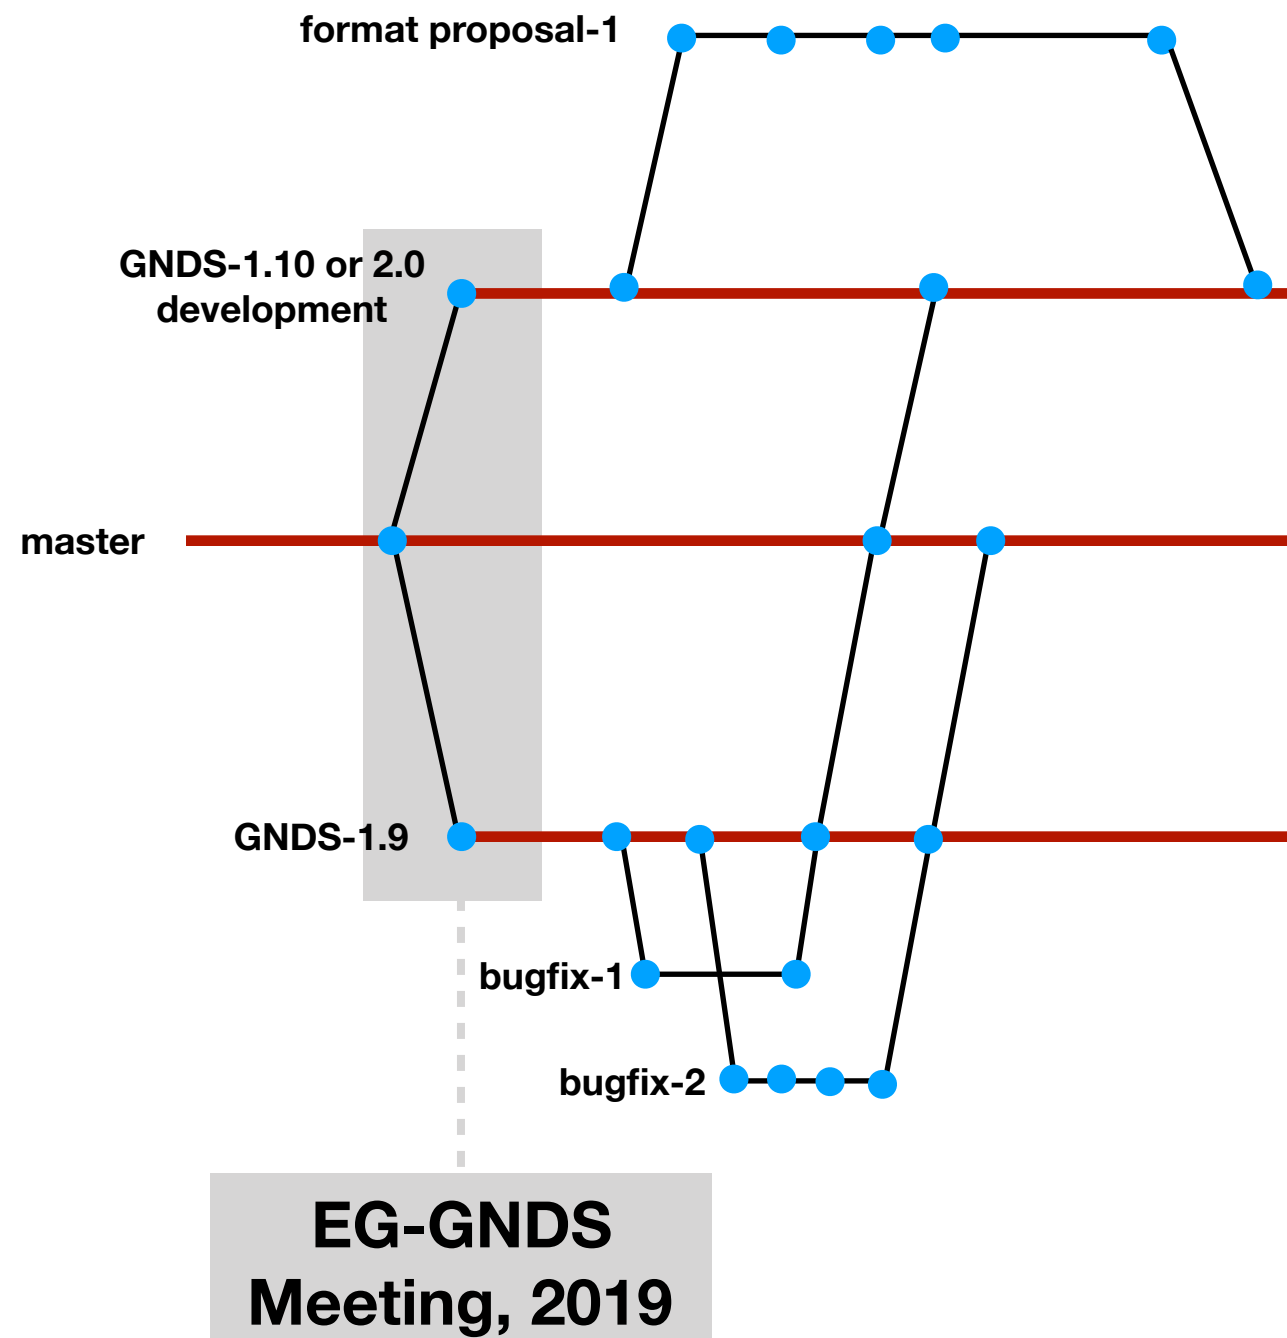 format proposal-1
GNDS-1.10 or 2.0
development
master
GNDS-1.9
bugfix-1
bugfix-2
EG-GNDS
Meeting, 2019